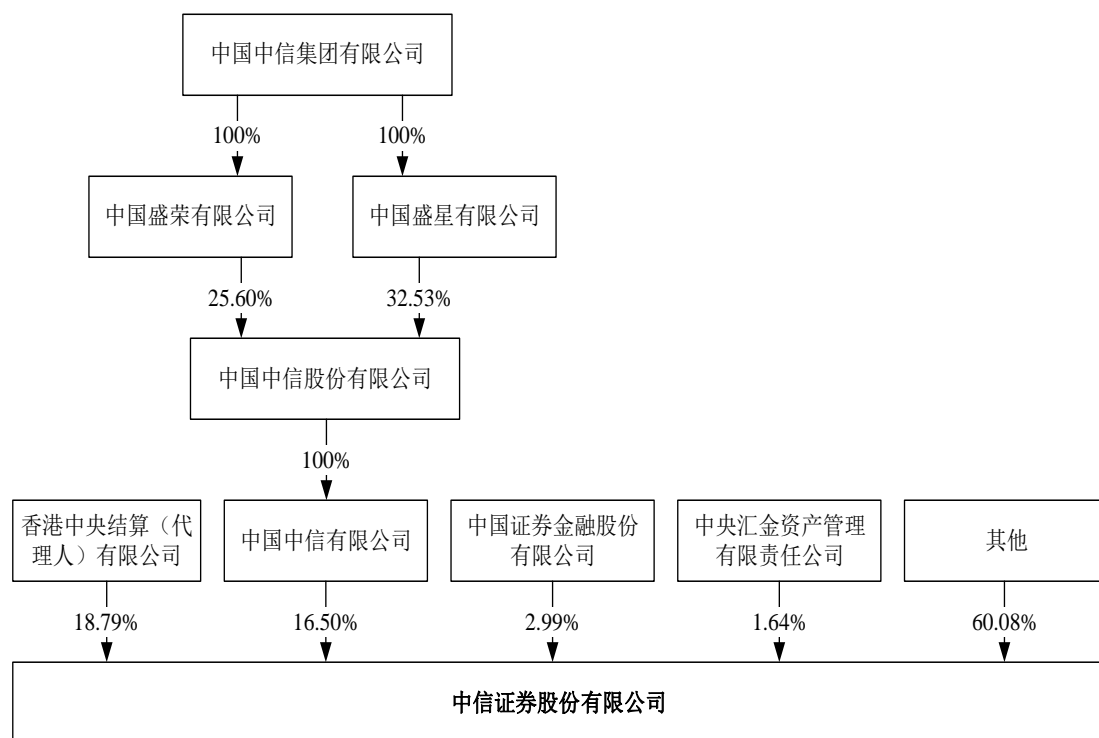 中国中信集团有限公司
100%
100%
中国盛荣有限公司
中国盛星有限公司
25.60%
32.53%
中国中信股份有限公司
100%
香港中央结算（代
理人）有限公司
中国中信有限公司
中国证券金融股份
有限公司
中央汇金资产管理
有限责任公司
其他
18.79%
16.50%
2.99%
1.64%
60.08%
中信证券股份有限公司